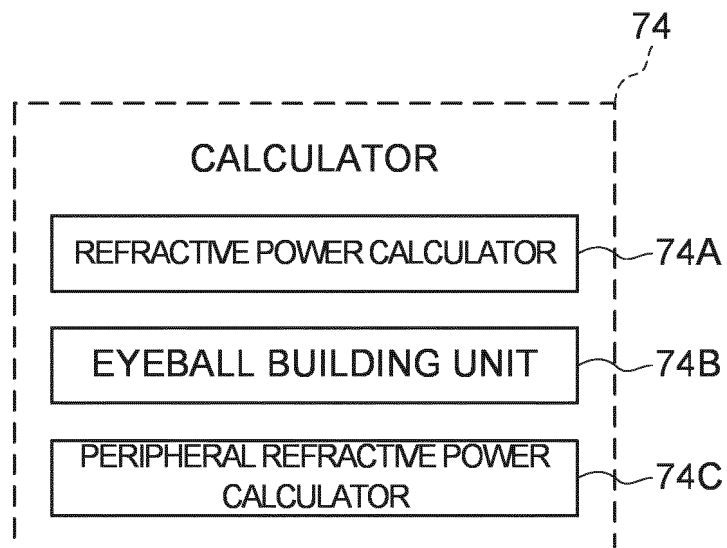 74
CALCULATOR
REFRACTIVE POWER CALCULATOR
74A
EYEBALL BUILDING UNIT
74B
PERIPHERAL REFRACTIVE POWER
CALCULATOR
74C